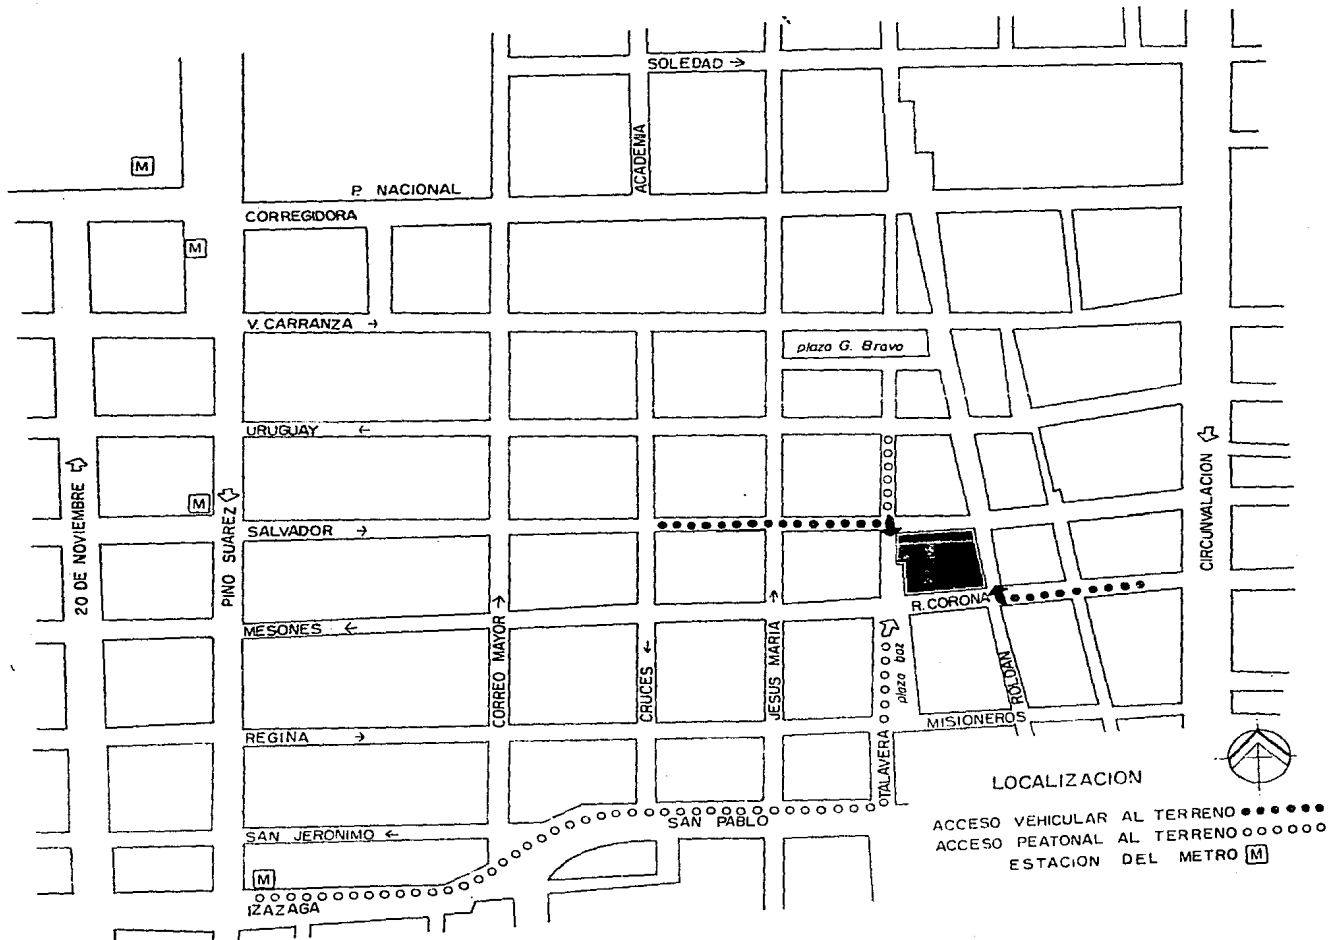 SOLEDAD →
ACADEMIA
M
P. NACIONAL
CORREGIDORA
M
V. CARRANZA →
plaza G. Bravo
URUGUAY ←
20 DE NOVIEMBRE
M
PINO SUAREZ
CIRCUNVALACION
SALVADOR →
R. CORONA
MESONES ←
CORREO MAYOR →
CRUCES ←
JESUS MARIA →
plaza baz
ROLDAN
MISIONEROS
REGINA →
TALAVERA
LOCALIZACION
SAN PABLO
SAN JERONIMO ←
ACCESO VEHICULAR AL TERRENO
ACCESO PEATONAL AL TERRENO
ESTACION DEL METRO M
M
IZAZAGA